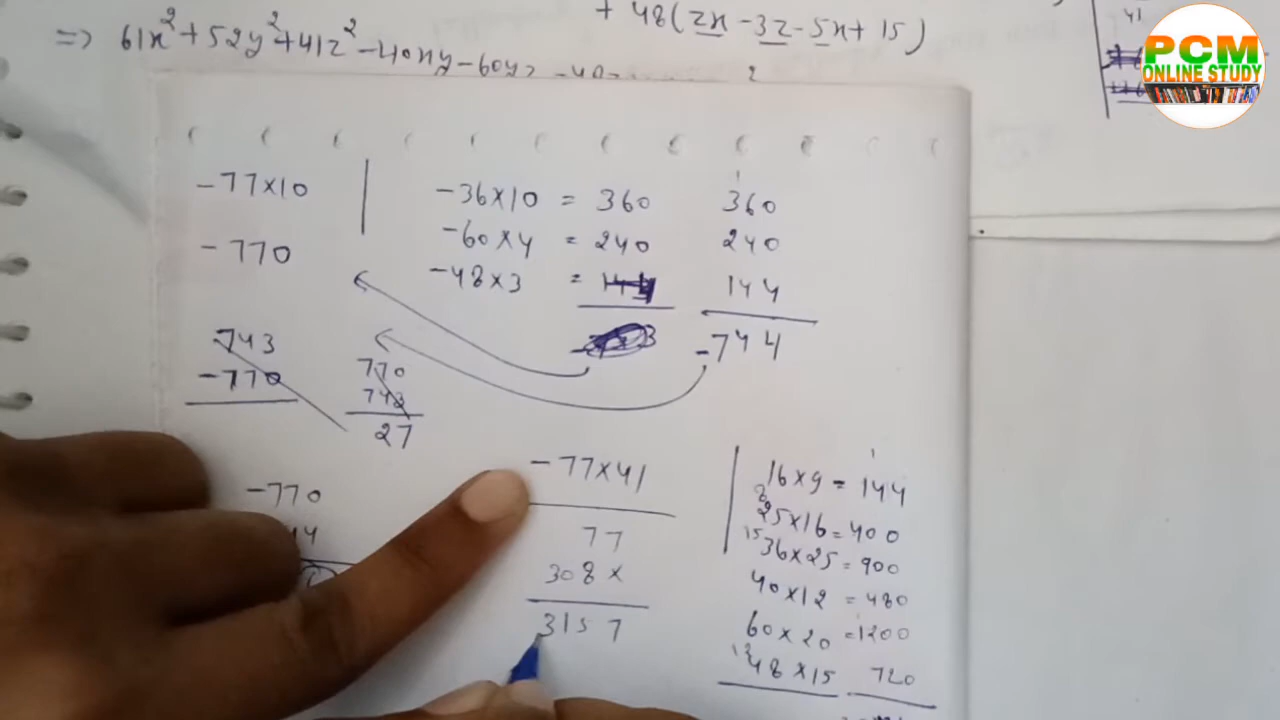 + 48(2x - 3z - 5x + 15)
=> 61x² + 52y² + 41z² - 40xy - 60yz - 40
41
PCM
ONLINE STUDY
-77×10
-770
-36×10 = 360
-60×4 = 240
-48×3 = 144
360
240
144
-744
743
-770
770
743
27
-770
44
-77×41
77
308×
3157
16×9 = 144
25×16 = 400
36×25 = 900
40×12 = 480
60×20 = 1200
48×15 720